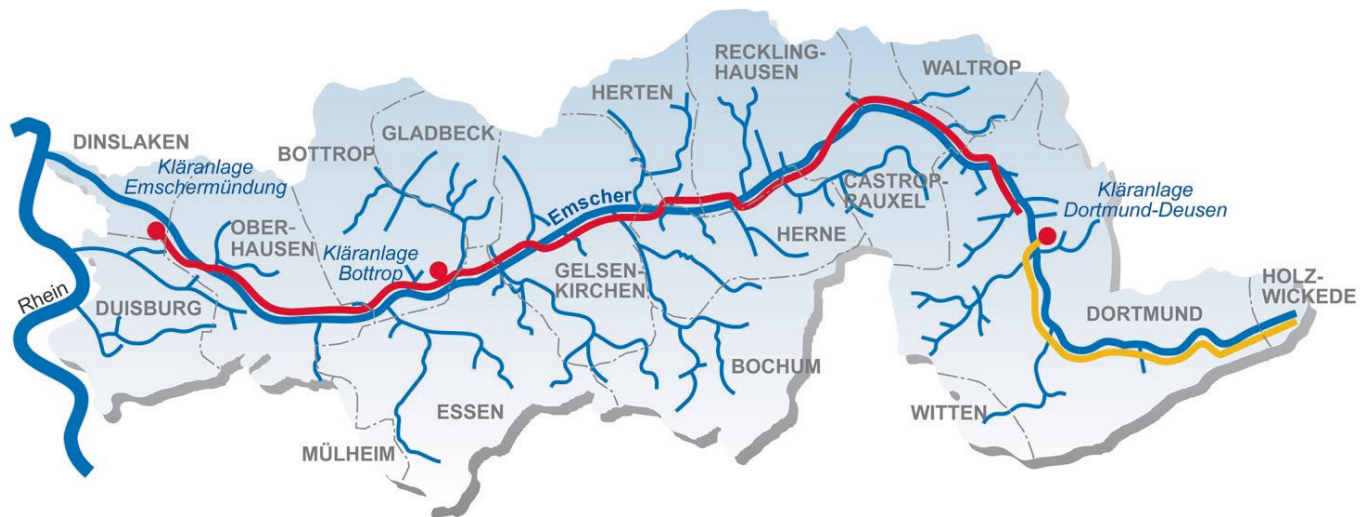 DINSLAKEN
Kläranlage
Emschermündung
BOTTROP
GLADBECK
HERTEN
RECKLING-
HAUSEN
WALTROP
OBER-
HAUSEN
Kläranlage
Bottrop
Emscher
CASTROP-
RAUXEL
Kläranlage
Dortmund-Deusen
Rhein
DUISBURG
GELSEN-
KIRCHEN
HERNE
HOLZ-
WICKEDE
DORTMUND
BOCHUM
ESSEN
MÜLHEIM
WITTEN